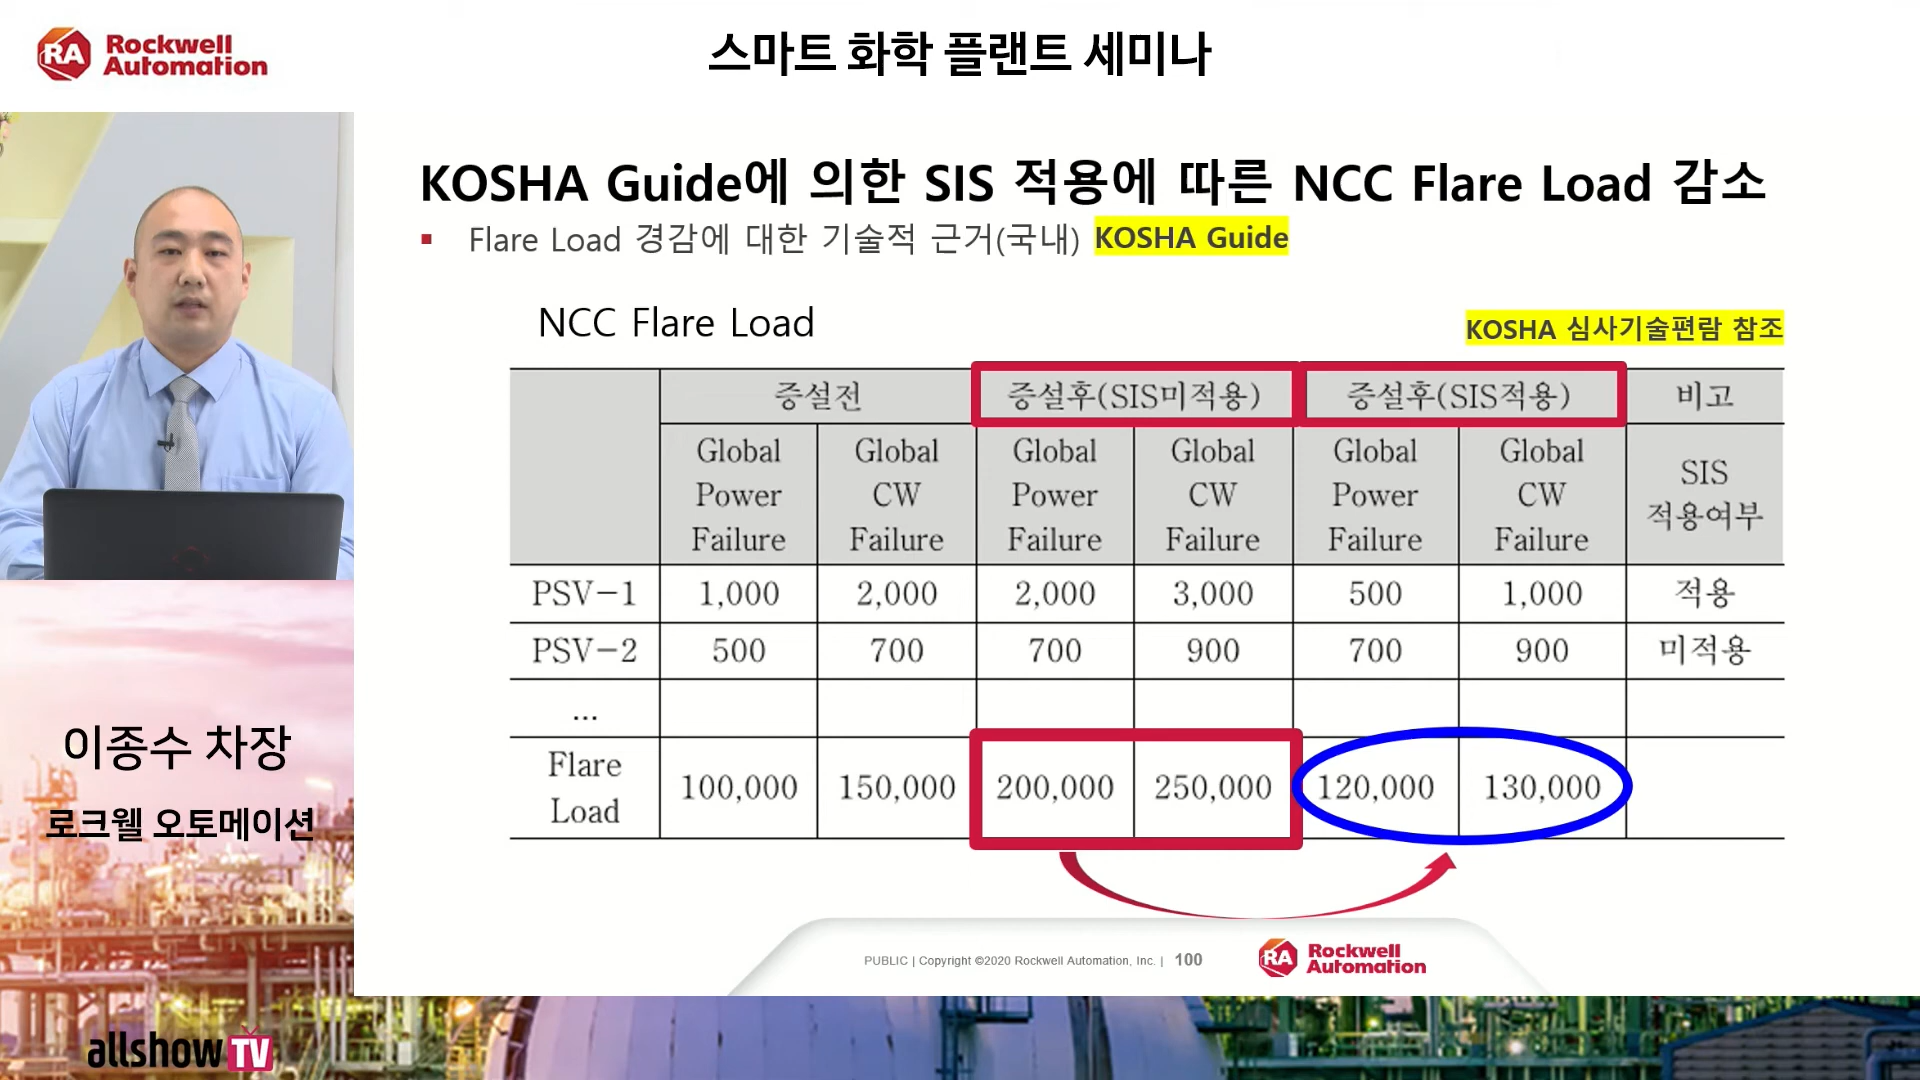 Rockwell
Automation
스마트 화학 플랜트 세미나
KOSHA Guide에 의한 SIS 적용에 따른 NCC Flare Load 감소
Flare Load 경감에 대한 기술적 근거(국내) KOSHA Guide
NCC Flare Load
KOSHA 심사기술편람 참조
증설전 증설후(SIS미적용) 증설후(SIS적용) 비고
Global Power Failure Global CW Failure Global Power Failure Global CW Failure Global Power Failure Global CW Failure SIS 적용여부
PSV-1 1,000 2,000 2,000 3,000 500 1,000 적용
PSV-2 500 700 700 900 700 900 미적용
...
Flare Load 100,000 150,000 200,000 250,000 120,000 130,000
이종수 차장
로크웰 오토메이션
PUBLIC | Copyright ©2020 Rockwell Automation, Inc. | 100
RA Rockwell
Automation
allshow TV